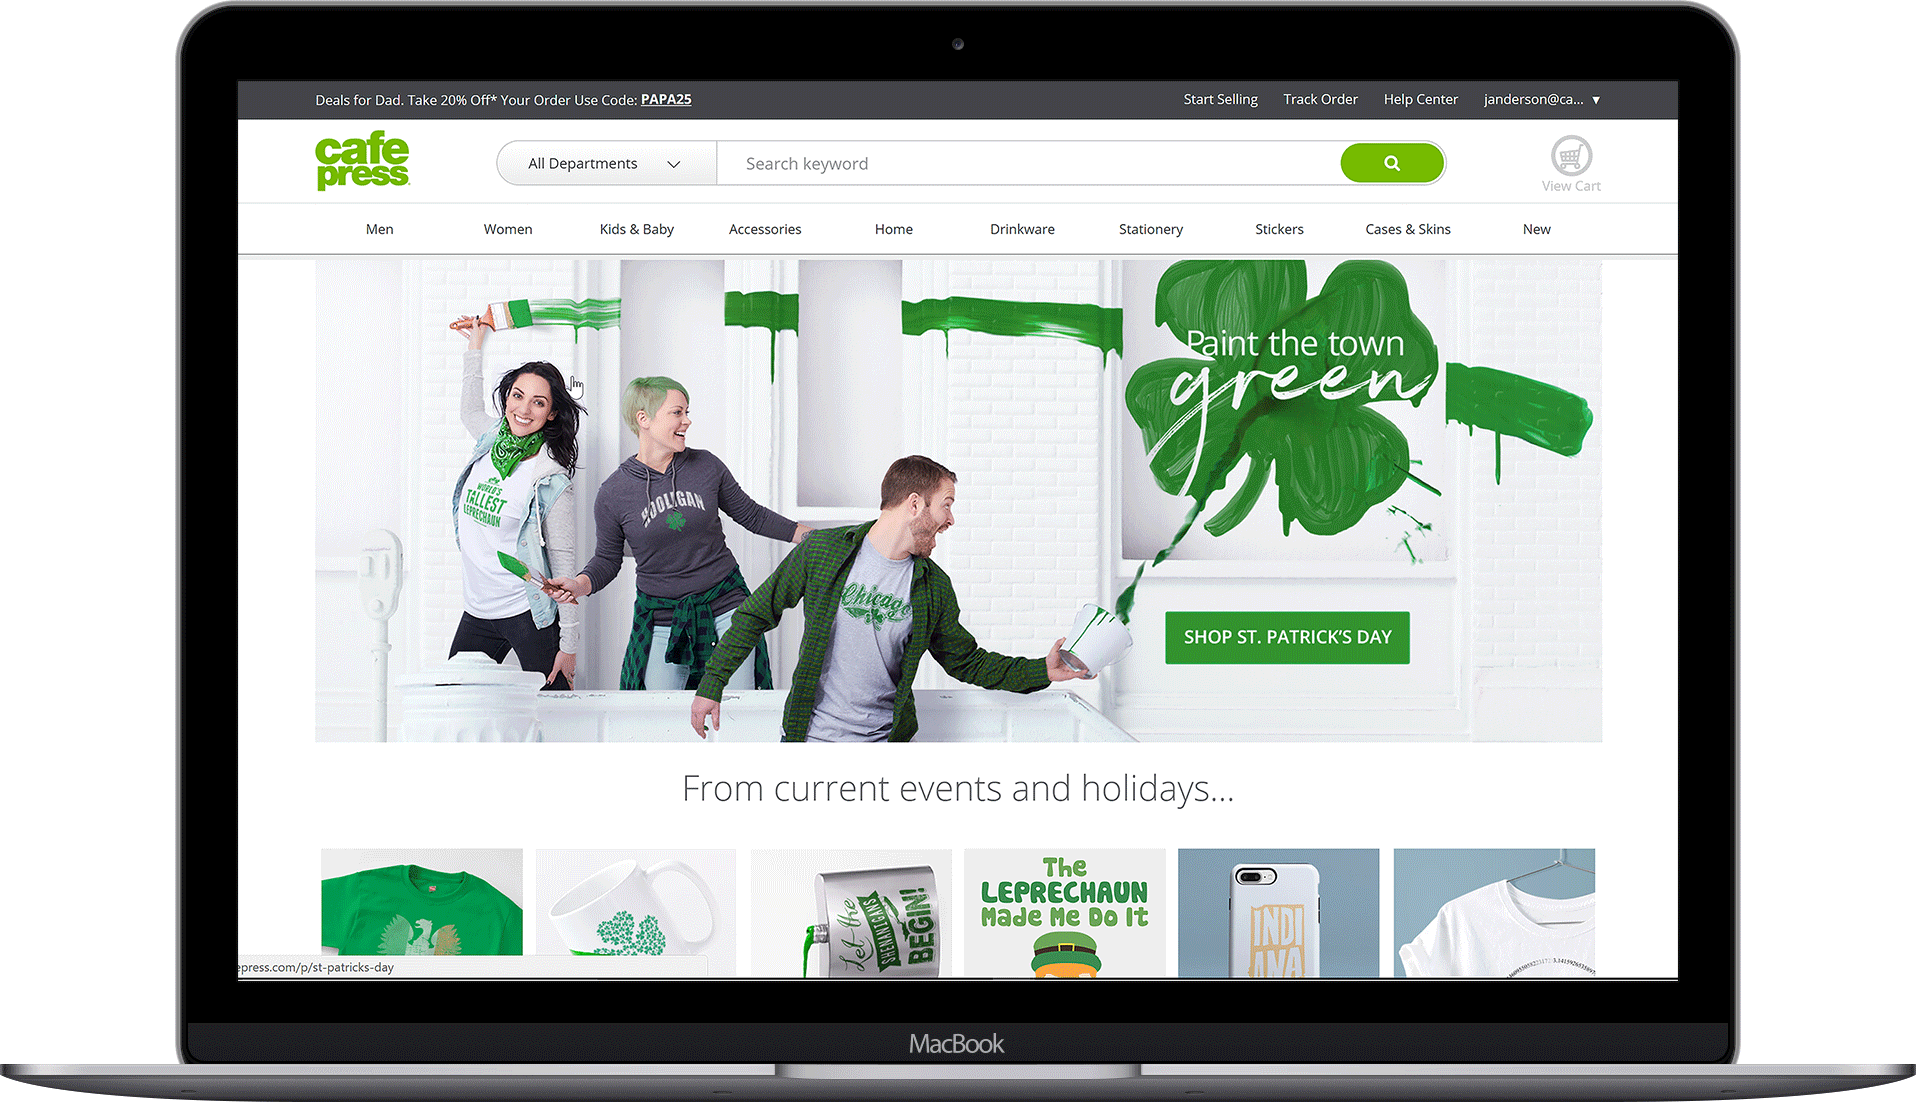 Deals for Dad. Take 20% Off* Your Order Use Code: PAPA25
Start Selling
Track Order
Help Center
janderson@ca...
cafe
press
All Departments
Search keyword
View Cart
Men
Women
Kids & Baby
Accessories
Home
Drinkware
Stationery
Stickers
Cases & Skins
New
Paint the town
green
WORLD'S
TALLEST
LEPRECHAUN
HOOLIGAN
Chicago
SHOP ST. PATRICK'S DAY
From current events and holidays...
Let the
SHENANIGANS
BEGIN!
The
LEPRECHAUN
Made Me Do It
INDI
ANA
epress.com/p/st-patricks-day
MacBook